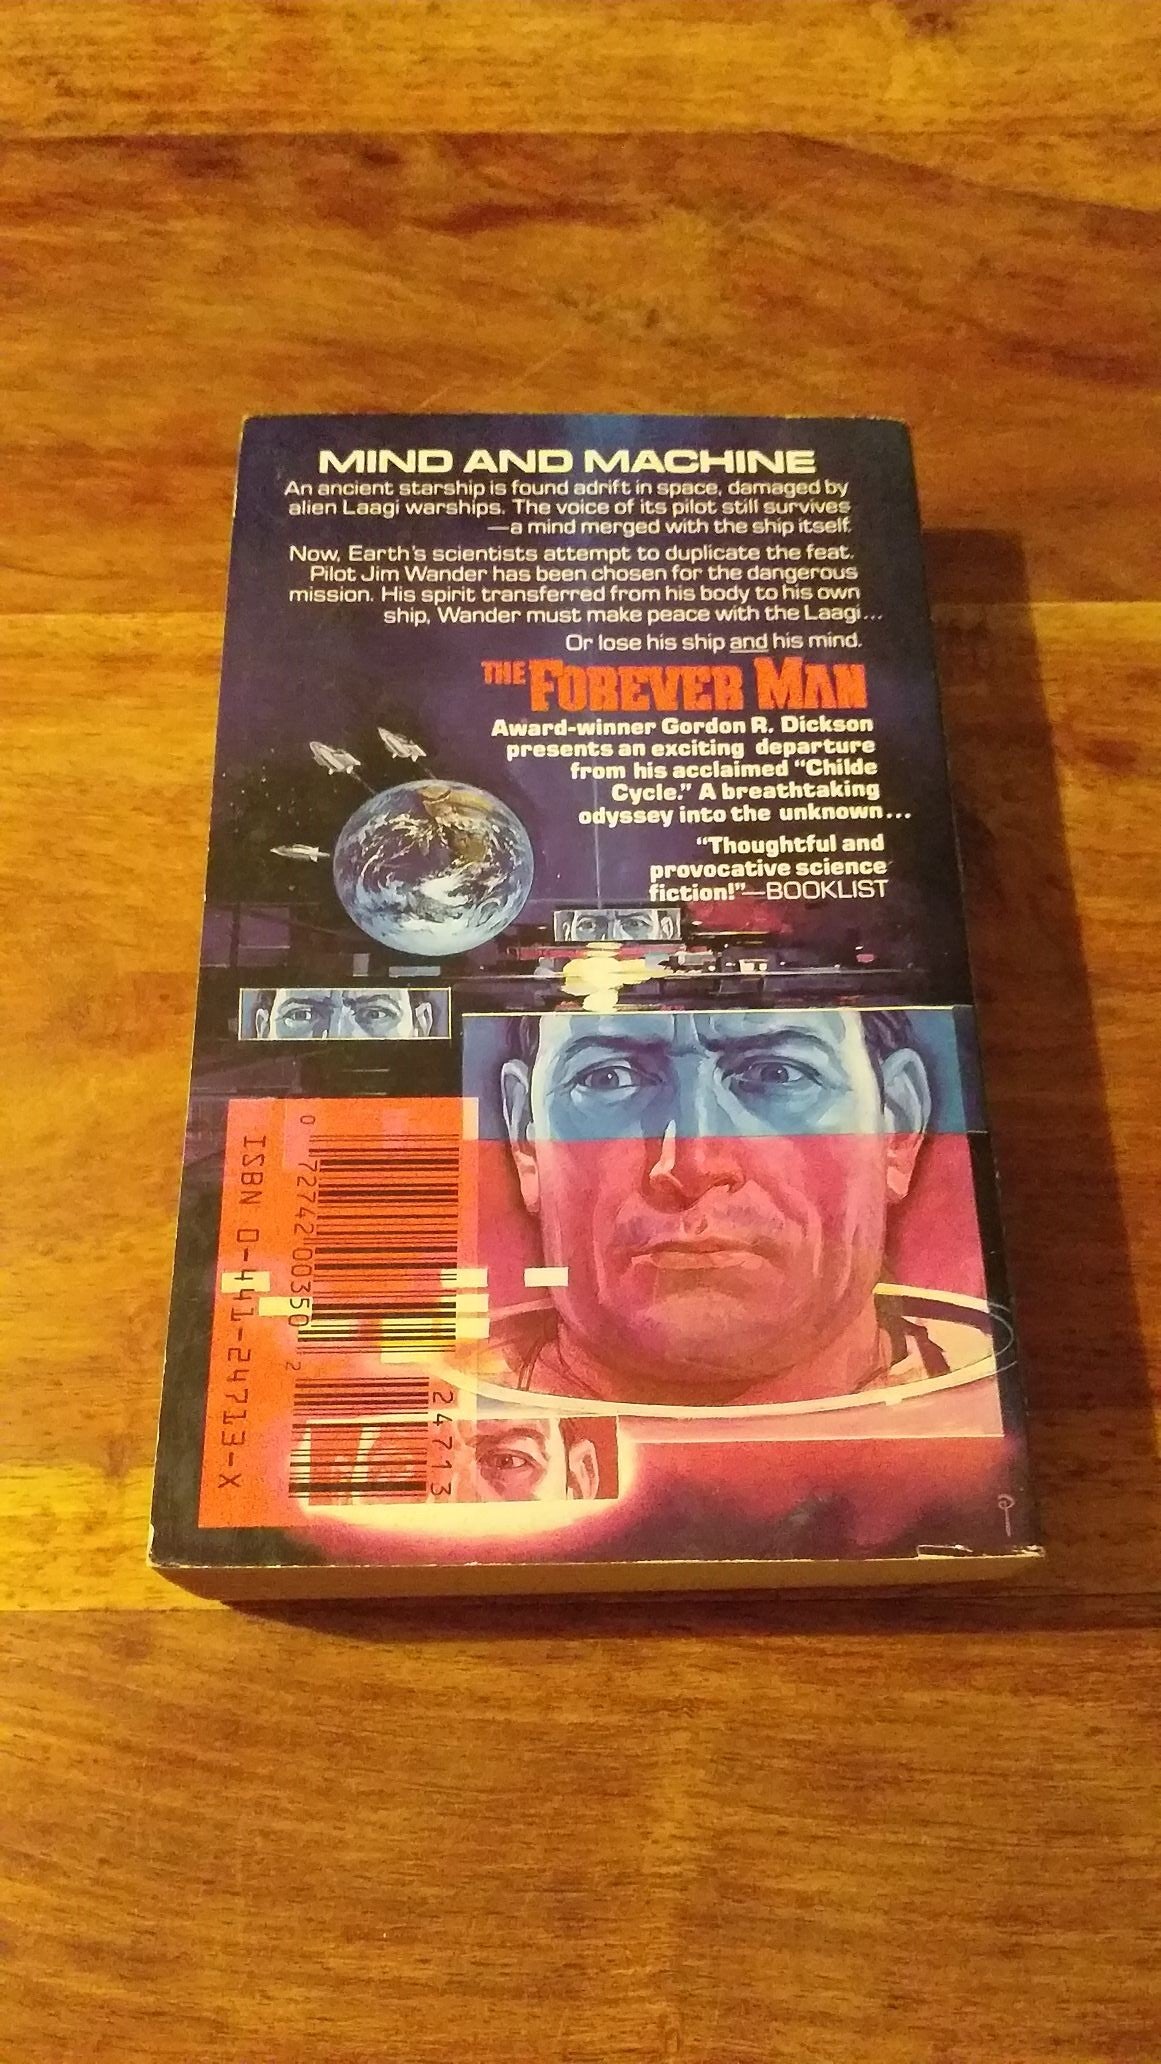 MIND AND MACHINE
An ancient starship is found adrift in space, damaged by
alien Laagi warships. The voice of its pilot still survives
—a mind merged with the ship itself.
Now, Earth's scientists attempt to duplicate the feat.
Pilot Jim Wander has been chosen for the dangerous
mission. His spirit transferred from his body to his own
ship, Wander must make peace with the Laagi...
Or lose his ship and his mind.
THE FOREVER MAN
Award-winner Gordon R. Dickson
presents an exciting departure
from his acclaimed “Childe
Cycle.” A breathtaking
odyssey into the unknown...
“Thoughtful and
provocative science
fiction!”—BOOKLIST
0 72742 00350 2
24713
ISBN 0-441-24713-X